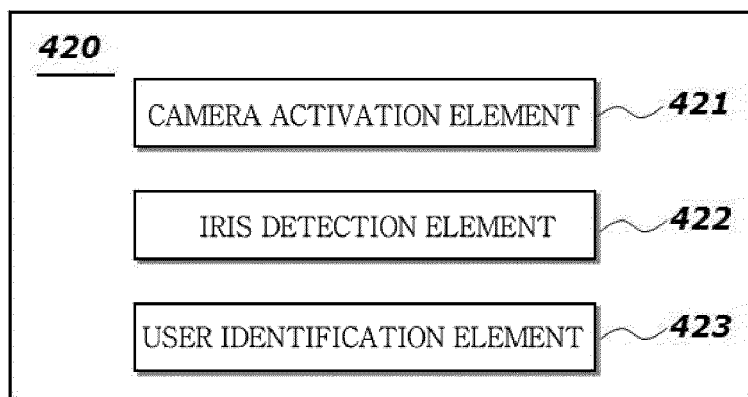 420
CAMERA ACTIVATION ELEMENT 421
IRIS DETECTION ELEMENT 422
USER IDENTIFICATION ELEMENT 423